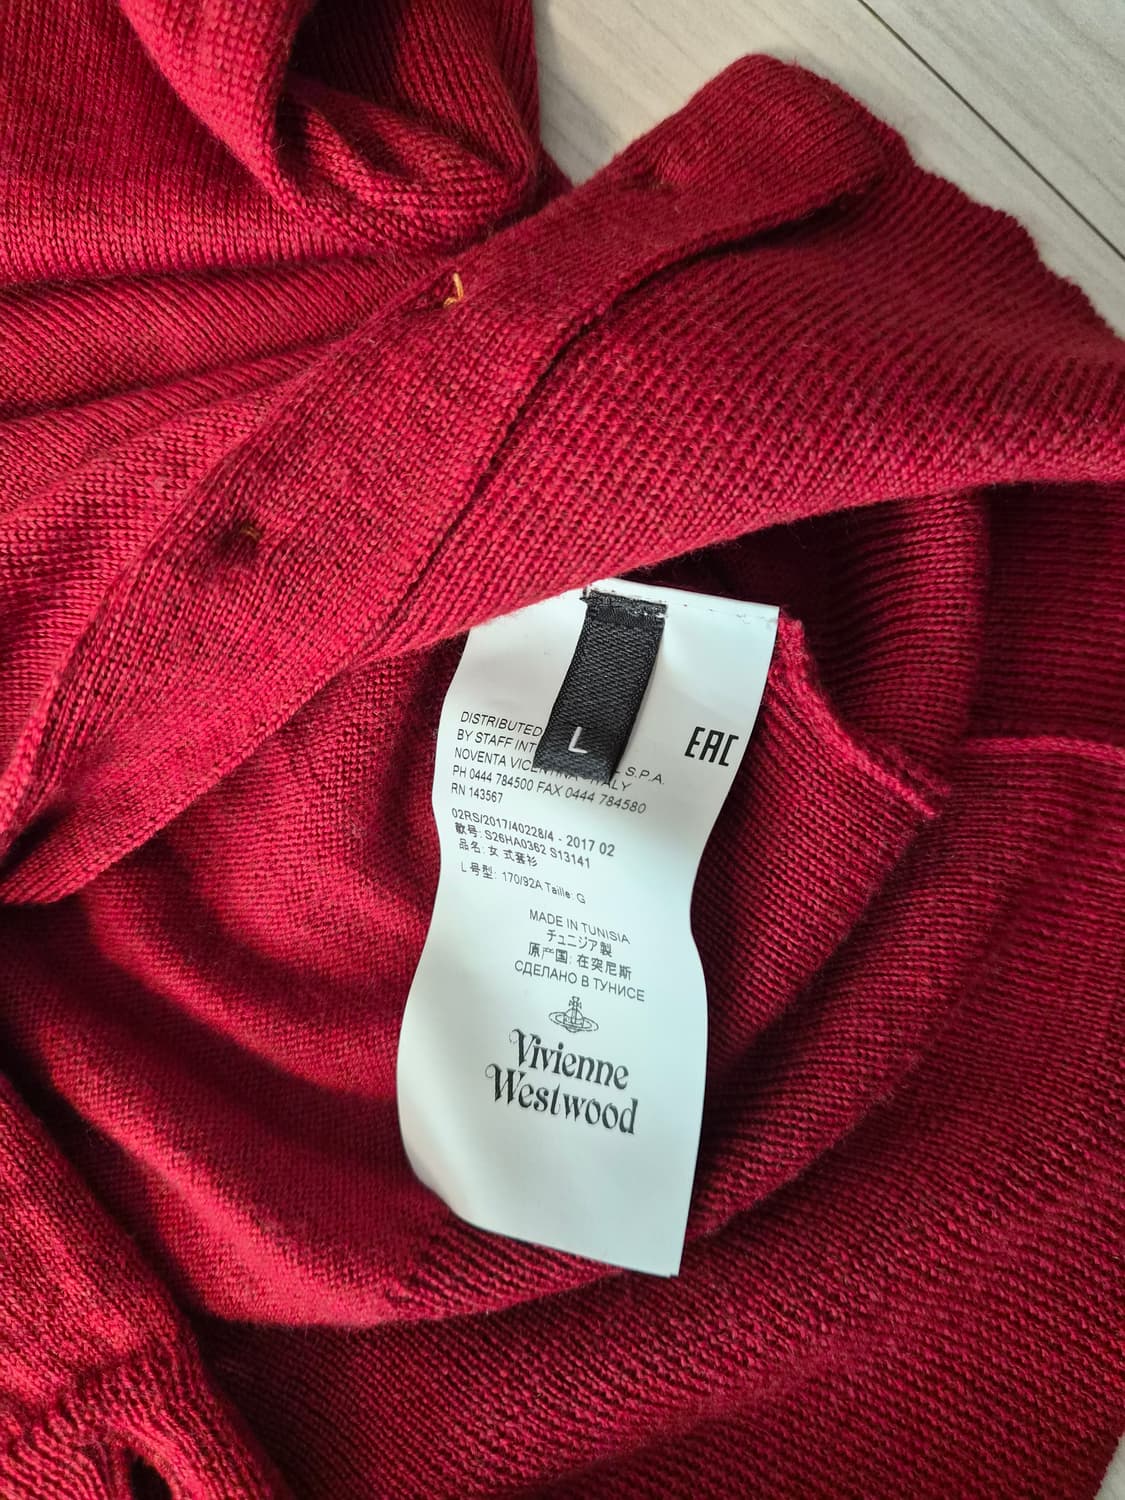 L
EAC
DISTRIBUTED
BY STAFF INT S.P.A.
NOVENTA VICENTINA ITALY
PH 0444 784500 FAX 0444 784580
RN 143567
02RS/2017/40228/4 - 2017 02
款号: S26HA0362 S13141
品名: 女 式套衫
L 号型: 170/92A Taille: G
MADE IN TUNISIA
チュニジア製
原产国: 在突尼斯
СДЕЛАНО В ТУНИСЕ
Vivienne
Westwood